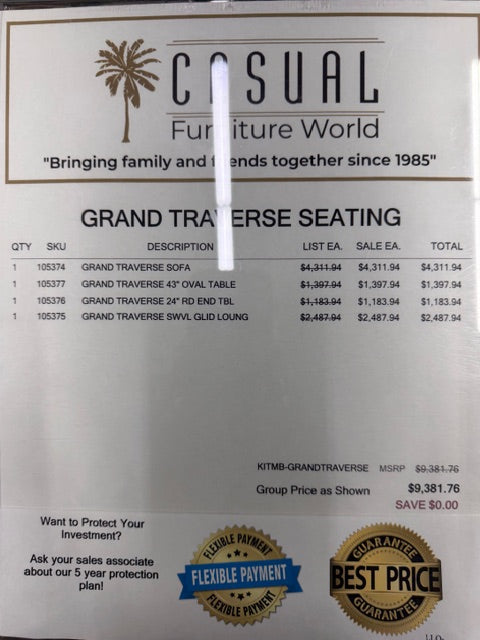 CASUAL
Furniture World
"Bringing family and friends together since 1985"
GRAND TRAVERSE SEATING
QTY SKU DESCRIPTION LIST EA. SALE EA. TOTAL
1 105374 GRAND TRAVERSE SOFA $4,311.94 $4,311.94 $4,311.94
1 105377 GRAND TRAVERSE 43" OVAL TABLE $1,397.94 $1,397.94 $1,397.94
1 105376 GRAND TRAVERSE 24" RD END TBL $1,183.94 $1,183.94 $1,183.94
1 105375 GRAND TRAVERSE SWVL GLID LOUNG $2,487.94 $2,487.94 $2,487.94
KITMB-GRANDTRAVERSE MSRP $9,381.76
Group Price as Shown $9,381.76
SAVE $0.00
Want to Protect Your
Investment?
Ask your sales associate
about our 5 year protection
plan!
FLEXIBLE PAYMENT
FLEXIBLE PAYMENT
FLEXIBLE PAYMENT
GUARANTEE
BEST PRICE
GUARANTEE